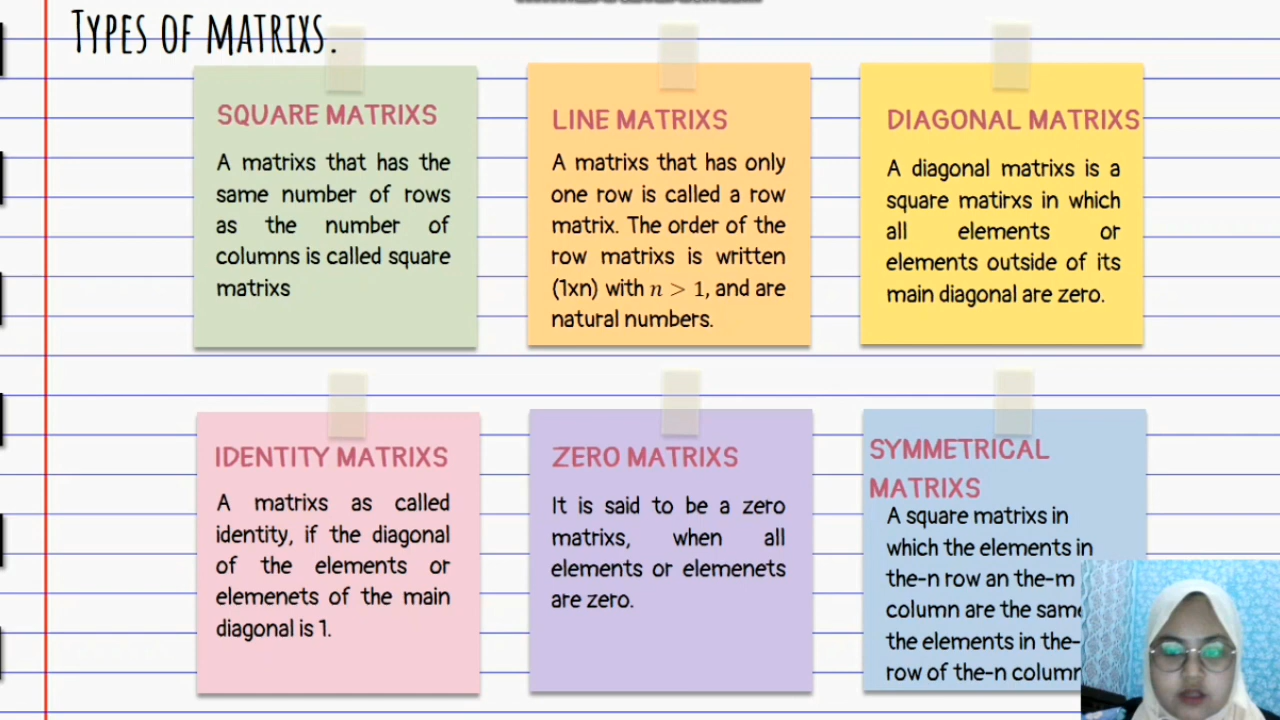 TYPES OF MATRIXS.
SQUARE MATRIXS
A matrixs that has the
same number of rows
as the number of
columns is called square
matrixs
LINE MATRIXS
A matrixs that has only
one row is called a row
matrix. The order of the
row matrixs is written
(1xn) with n > 1, and are
natural numbers.
DIAGONAL MATRIXS
A diagonal matrixs is a
square matirxs in which
all elements or
elements outside of its
main diagonal are zero.
IDENTITY MATRIXS
A matrixs as called
identity, if the diagonal
of the elements or
elemenets of the main
diagonal is 1.
ZERO MATRIXS
It is said to be a zero
matrixs, when all
elements or elemenets
are zero.
SYMMETRICAL
MATRIXS
A square matrixs in
which the elements in
the-n row an the-m
column are the same
the elements in the-
row of the-n column